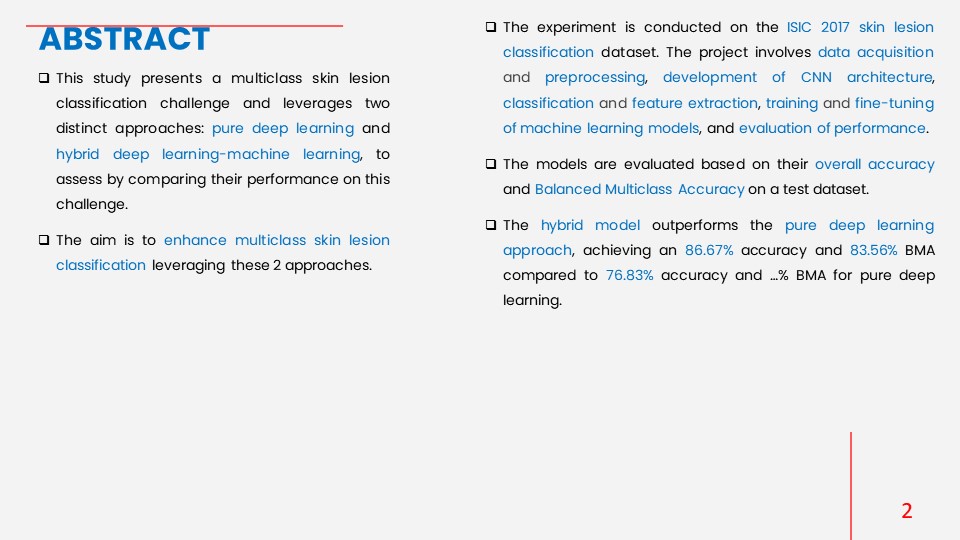 ABSTRACT
❑ This study presents a multiclass skin lesion
classification challenge and leverages two
distinct approaches: pure deep learning and
hybrid deep learning-machine learning, to
assess by comparing their performance on this
challenge.
❑ The aim is to enhance multiclass skin lesion
classification leveraging these 2 approaches.
❑ The experiment is conducted on the ISIC 2017 skin lesion
classification dataset. The project involves data acquisition
and preprocessing, development of CNN architecture,
classification and feature extraction, training and fine-tuning
of machine learning models, and evaluation of performance.
❑ The models are evaluated based on their overall accuracy
and Balanced Multiclass Accuracy on a test dataset.
❑ The hybrid model outperforms the pure deep learning
approach, achieving an 86.67% accuracy and 83.56% BMA
compared to 76.83% accuracy and …% BMA for pure deep
learning.
2